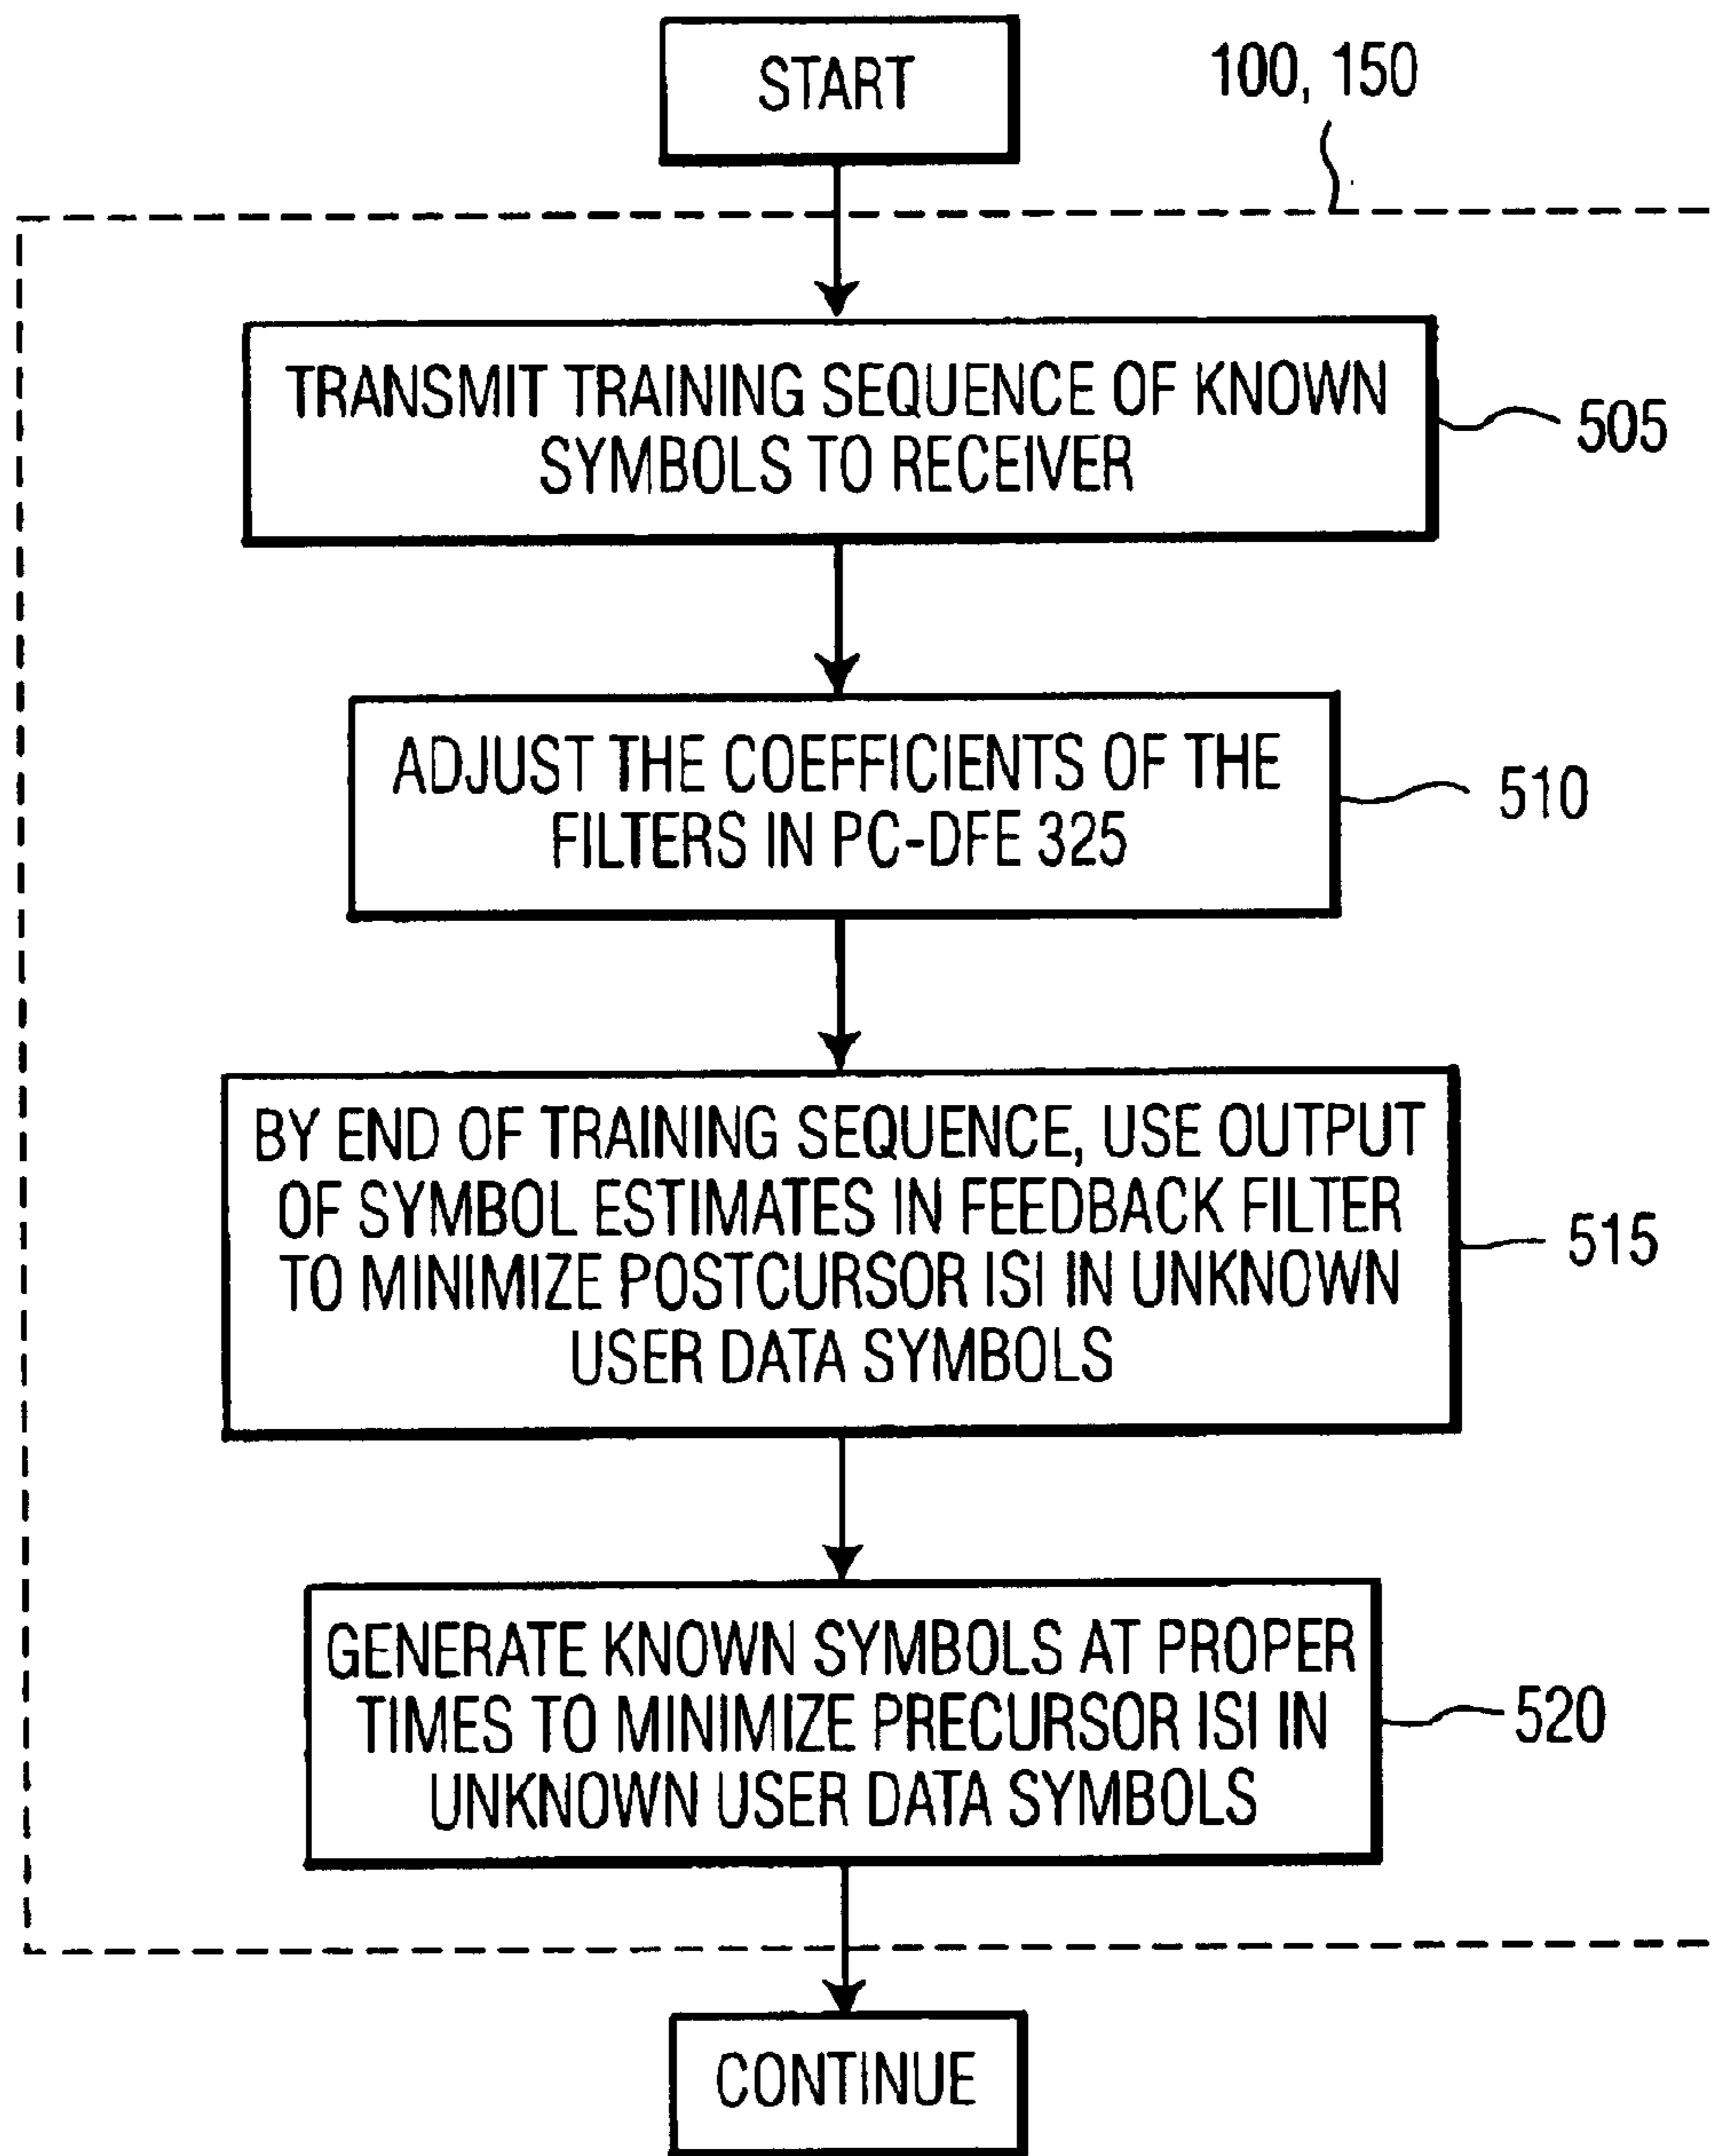 START
100, 150
TRANSMIT TRAINING SEQUENCE OF KNOWN
SYMBOLS TO RECEIVER
505
ADJUST THE COEFFICIENTS OF THE
FILTERS IN PC-DFE 325
510
BY END OF TRAINING SEQUENCE, USE OUTPUT
OF SYMBOL ESTIMATES IN FEEDBACK FILTER
TO MINIMIZE POSTCURSOR ISI IN UNKNOWN
USER DATA SYMBOLS
515
GENERATE KNOWN SYMBOLS AT PROPER
TIMES TO MINIMIZE PRECURSOR ISI IN
UNKNOWN USER DATA SYMBOLS
520
CONTINUE